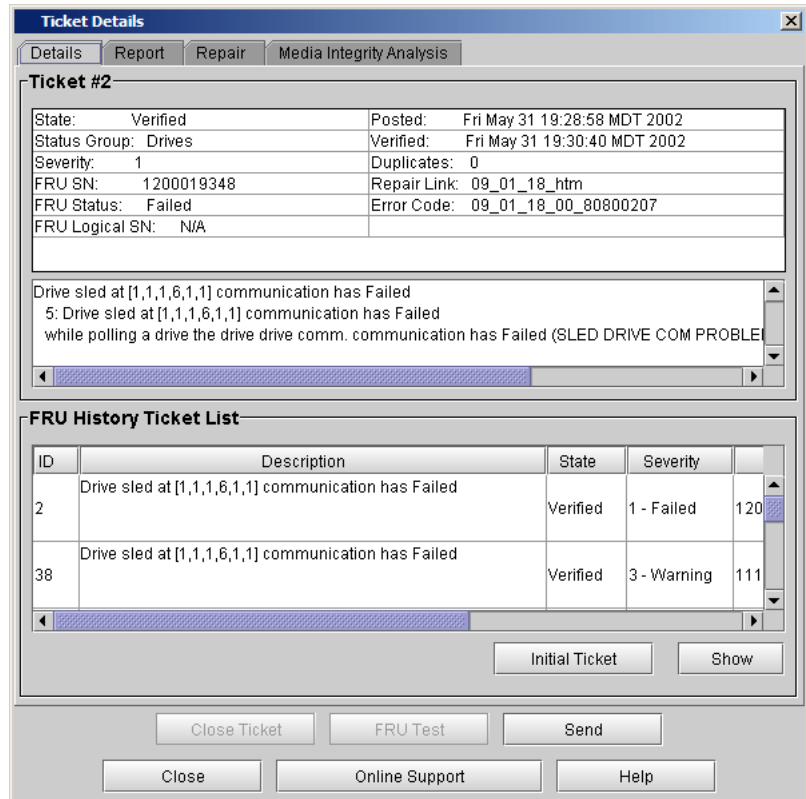 Ticket Details
Details Report Repair Media Integrity Analysis
Ticket #2
State: Verified Posted: Fri May 31 19:28:58 MDT 2002
Status Group: Drives Verified: Fri May 31 19:30:40 MDT 2002
Severity: 1 Duplicates: 0
FRU SN: 1200019348 Repair Link: 09_01_18_htm
FRU Status: Failed Error Code: 09_01_18_00_80800207
FRU Logical SN: N/A
Drive sled at [1,1,1,6,1,1] communication has Failed
5: Drive sled at [1,1,1,6,1,1] communication has Failed
while polling a drive the drive drive comm. communication has Failed (SLED DRIVE COM PROBLE
FRU History Ticket List
ID Description State Severity
2 Drive sled at [1,1,1,6,1,1] communication has Failed Verified 1 - Failed 120
38 Drive sled at [1,1,1,6,1,1] communication has Failed Verified 3 - Warning 111
Initial Ticket Show
Close Ticket FRU Test Send
Close Online Support Help